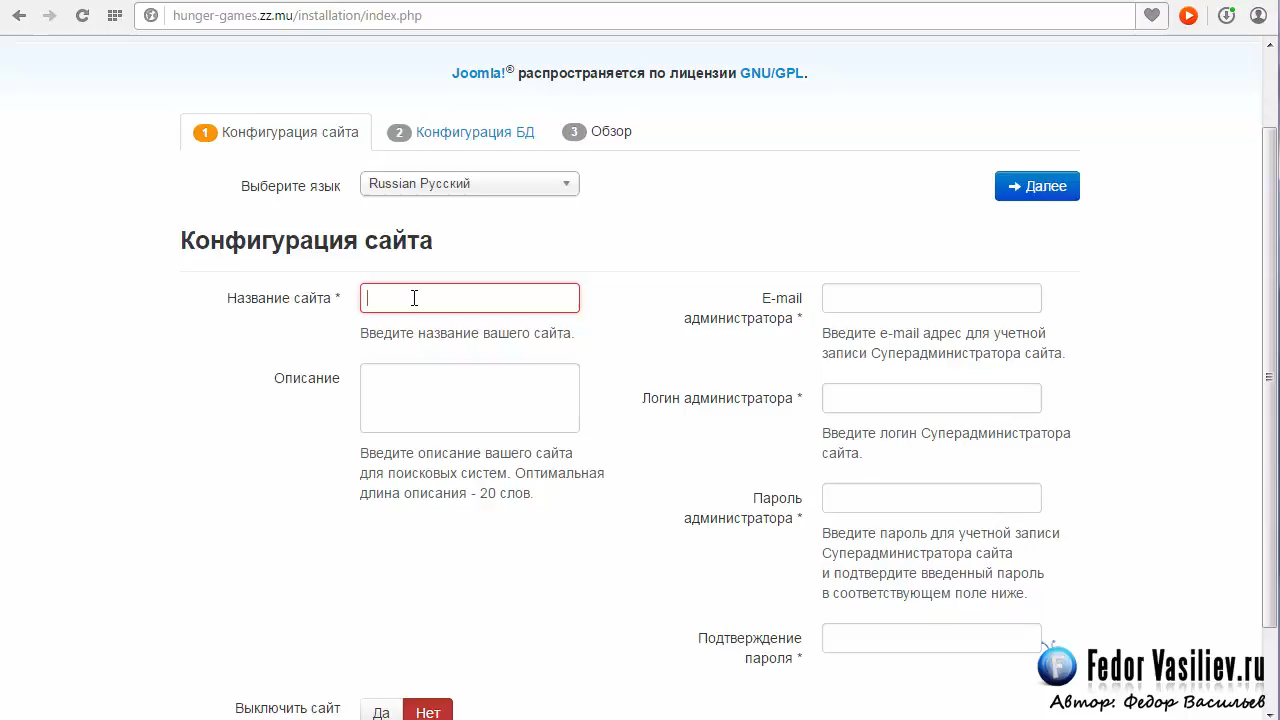 hunger-games.zz.mu/installation/index.php
Joomla!® распространяется по лицензии GNU/GPL.
1 Конфигурация сайта 2 Конфигурация БД 3 Обзор
Выберите язык Russian Русский Далее
Конфигурация сайта
Название сайта *
Введите название вашего сайта.
Описание
Введите описание вашего сайта
для поисковых систем. Оптимальная
длина описания - 20 слов.
E-mail
администратора *
Введите e-mail адрес для учетной
записи Суперадминистратора сайта.
Логин администратора *
Введите логин Суперадминистратора
сайта.
Пароль
администратора *
Введите пароль для учетной записи
Суперадминистратора сайта
и подтвердите введенный пароль
в соответствующем поле ниже.
Подтверждение
пароля *
Выключить сайт Да Нет
Fedor Vasiliev.ru
Автор: Федор Васильев